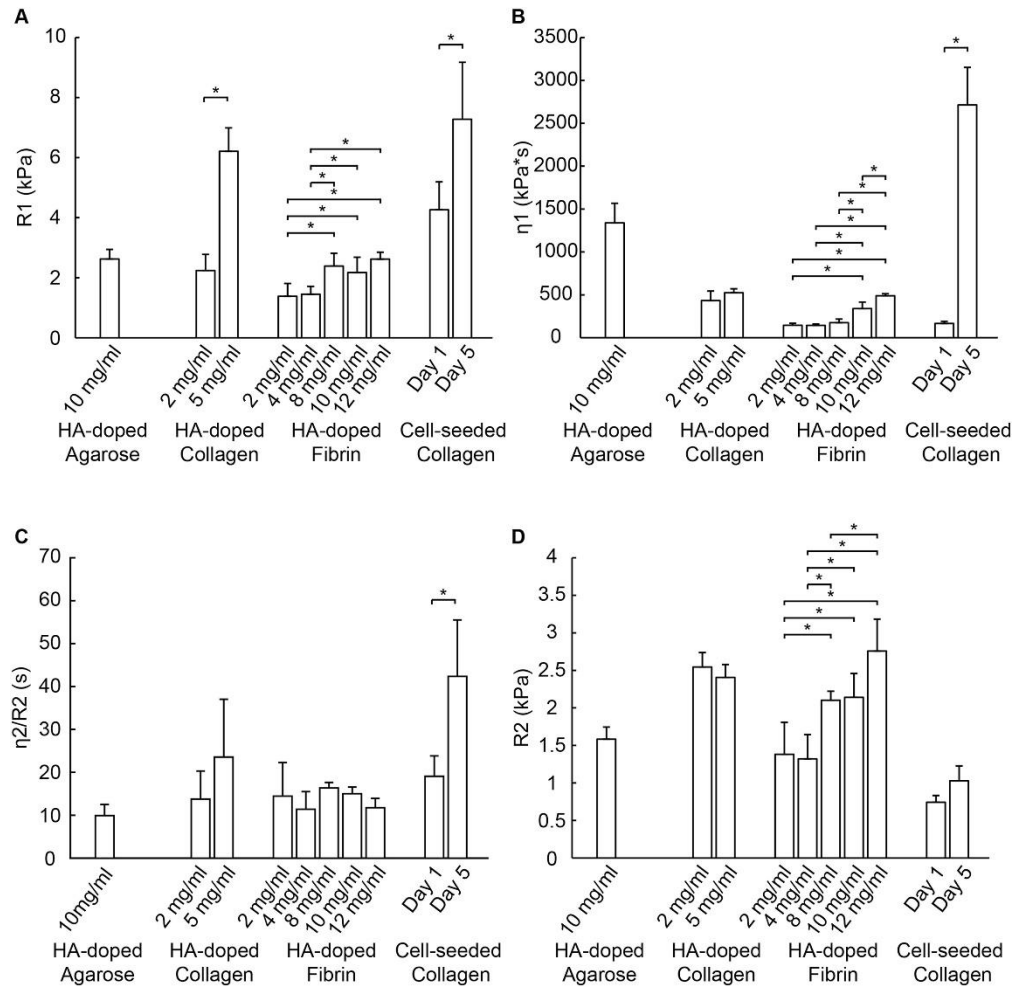 A
R1 (kPa)
10
8
6
4
2
0
*
*
*
*
*
*
*
*
10 mg/ml
2 mg/ml
5 mg/ml
2 mg/ml
4 mg/ml
8 mg/ml
10 mg/ml
12 mg/ml
Day 1
Day 5
HA-doped
Agarose
HA-doped
Collagen
HA-doped
Fibrin
Cell-seeded
Collagen
B
η1 (kPa*s)
3500
3000
2500
2000
1500
1000
500
0
*
*
*
*
*
*
*
*
10 mg/ml
2 mg/ml
5 mg/ml
2 mg/ml
4 mg/ml
8 mg/ml
10 mg/ml
12 mg/ml
Day 1
Day 5
HA-doped
Agarose
HA-doped
Collagen
HA-doped
Fibrin
Cell-seeded
Collagen
C
η2/R2 (s)
70
60
50
40
30
20
10
0
*
10mg/ml
2 mg/ml
5 mg/ml
2 mg/ml
4 mg/ml
8 mg/ml
10 mg/ml
12 mg/ml
Day 1
Day 5
HA-doped
Agarose
HA-doped
Collagen
HA-doped
Fibrin
Cell-seeded
Collagen
D
R2 (kPa)
4
3.5
3
2.5
2
1.5
1
0.5
0
*
*
*
*
*
*
*
10 mg/ml
2 mg/ml
5 mg/ml
2 mg/ml
4 mg/ml
8 mg/ml
10 mg/ml
12 mg/ml
Day 1
Day 5
HA-doped
Agarose
HA-doped
Collagen
HA-doped
Fibrin
Cell-seeded
Collagen